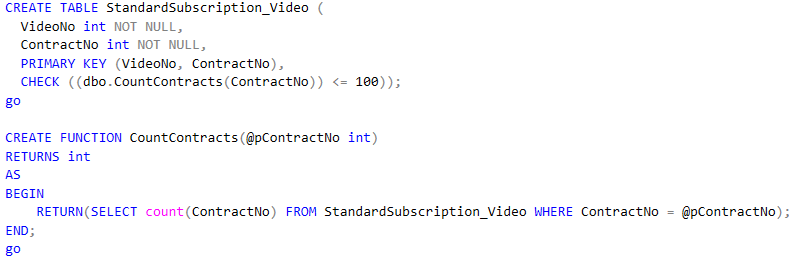 CREATE TABLE StandardSubscription_Video (
  VideoNo int NOT NULL,
  ContractNo int NOT NULL,
  PRIMARY KEY (VideoNo, ContractNo),
  CHECK ((dbo.CountContracts(ContractNo)) <= 100));
go

CREATE FUNCTION CountContracts(@pContractNo int)
RETURNS int
AS
BEGIN
    RETURN(SELECT count(ContractNo) FROM StandardSubscription_Video WHERE ContractNo = @pContractNo);
END;
go